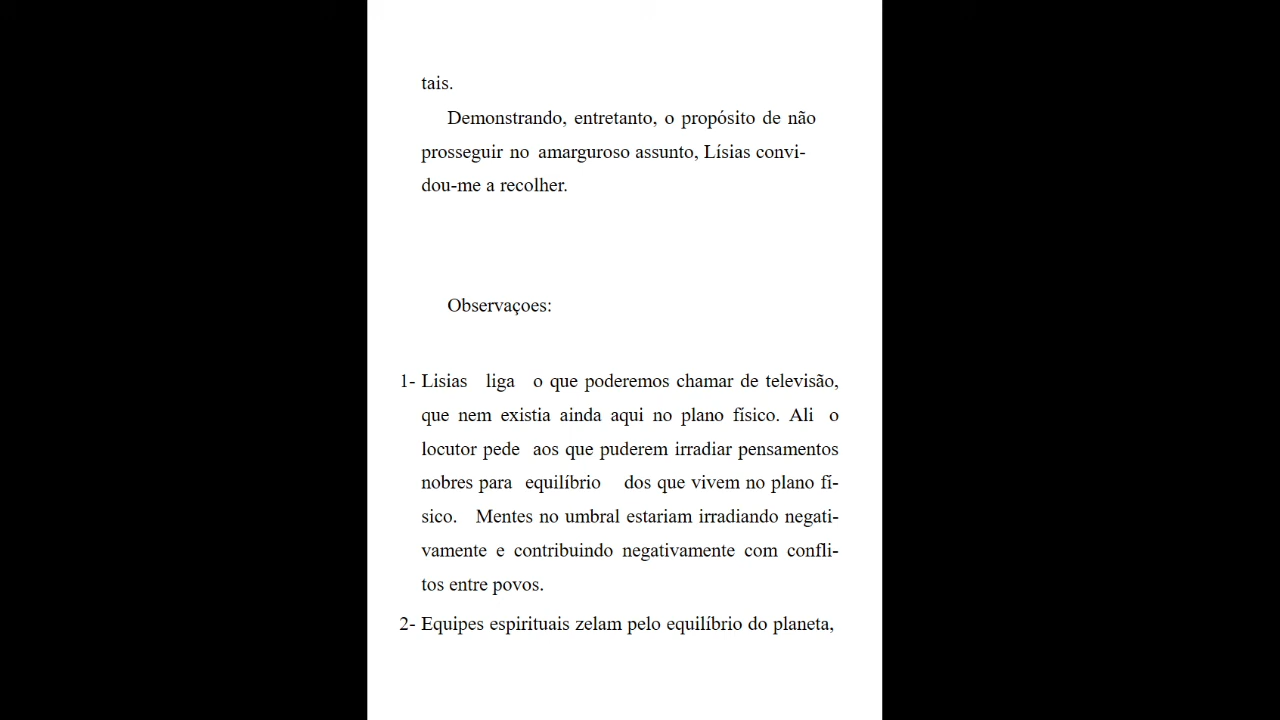 tais.
Demonstrando, entretanto, o propósito de não
prosseguir no amarguroso assunto, Lísias convi-
dou-me a recolher.
Observaçoes:
1- Lisias liga o que poderemos chamar de televisão,
que nem existia ainda aqui no plano físico. Ali o
locutor pede aos que puderem irradiar pensamentos
nobres para equilíbrio dos que vivem no plano fí-
sico. Mentes no umbral estariam irradiando negati-
vamente e contribuindo negativamente com confli-
tos entre povos.
2- Equipes espirituais zelam pelo equilíbrio do planeta,